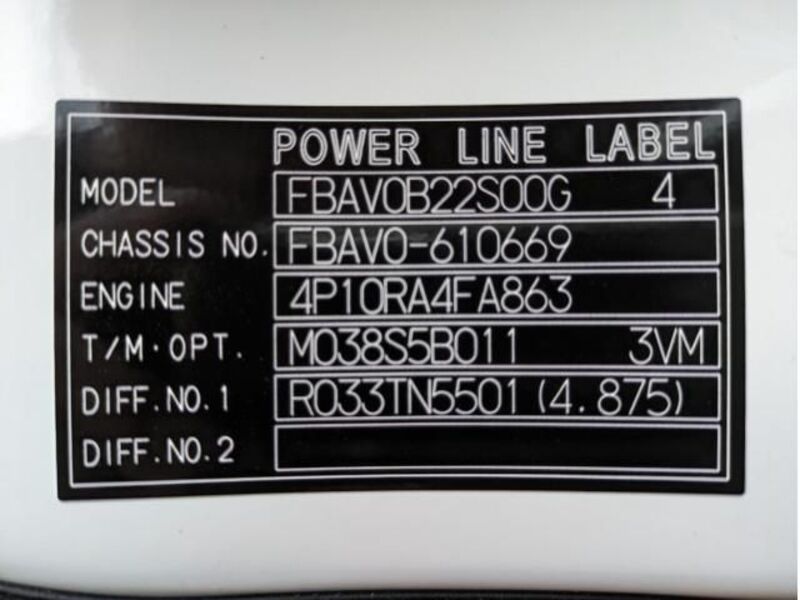 POWER LINE LABEL
MODEL FBAV0B22S00G 4
CHASSIS NO. FBAV0-610669
ENGINE 4P10RA4FA863
T/M·OPT. M038S5B011 3VM
DIFF.NO.1 R033TN5501 (4.875)
DIFF.NO.2